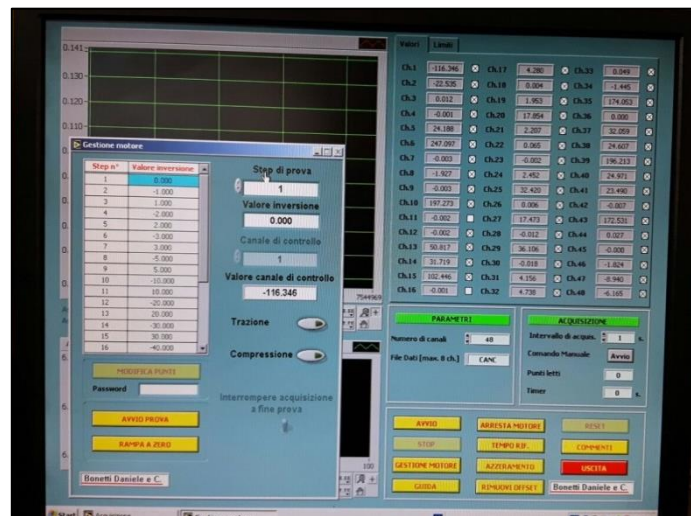 Valori Limiti
0.141
0.130
0.120
0.110
Ch.1 -116.346 Ch.17 4.280 Ch.33 0.849
Ch.2 -22.535 Ch.18 0.004 Ch.34 -1.445
Ch.3 0.012 Ch.19 1.953 Ch.35 174.053
Ch.4 -0.001 Ch.20 17.854 Ch.36 0.000
Ch.5 24.188 Ch.21 2.207 Ch.37 32.059
Ch.6 247.097 Ch.22 0.065 Ch.38 24.607
Ch.7 -0.003 Ch.23 -0.002 Ch.39 196.213
Ch.8 -1.927 Ch.24 2.452 Ch.40 24.971
Ch.9 -0.003 Ch.25 32.420 Ch.41 23.490
Ch.10 197.273 Ch.26 0.006 Ch.42 -0.007
Ch.11 -0.002 Ch.27 17.473 Ch.43 172.531
Ch.12 -0.002 Ch.28 -0.012 Ch.44 0.027
Ch.13 50.817 Ch.29 36.106 Ch.45 -0.008
Ch.14 31.719 Ch.30 -0.018 Ch.46 -1.824
Ch.15 102.446 Ch.31 4.156 Ch.47 -8.940
Ch.16 -0.001 Ch.32 4.738 Ch.48 -6.165
Gestione motore
Step n° Valore inversione
1 0.000
2 -1.000
3 1.000
4 -2.000
5 2.000
6 -3.000
7 3.000
8 -5.000
9 5.000
10 -10.000
11 10.000
12 -20.000
13 20.000
14 -30.000
15 30.000
16 -40.000
Step di prova
1
Valore inversione
0.000
Canale di controllo
1
Valore canale di controllo
-116.346
Trazione
Compressione
Interrompere acquisizione
a fine prova
MODIFICA PUNTI
Password
AVVIO PROVA
RAMPA A ZERO
Bonetti Daniele e C.
7544969
100
PARAMETRI
Numero di canali 48
File Dati [max. 8 ch.] CANC
ACQUISIZIONE
Intervallo di acquis. 1 s.
Comando Manuale Avvio
Punti letti 0
Timer 0 s.
AVVIO ARRESTA MOTORE RESET
STOP TEMPO RIF. COMMENTI
GESTIONE MOTORE AZZERAMENTO USCITA
GUIDA RIMUOVI OFFSET Bonetti Daniele e C.
Start